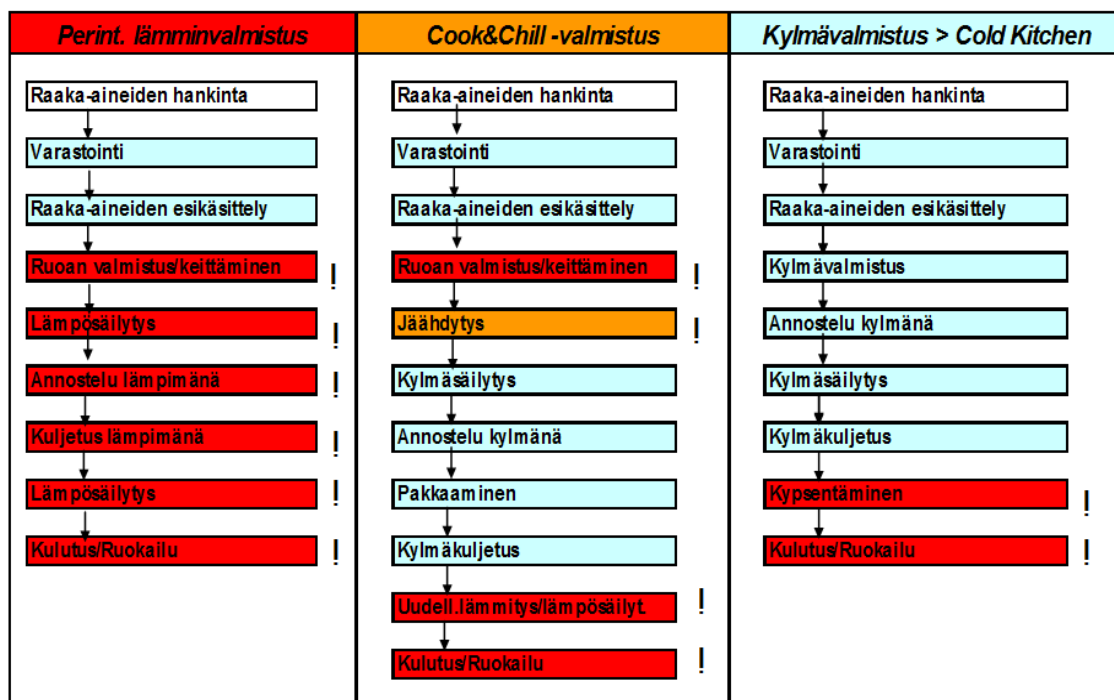 Perint. lämminvalmistus
Raaka-aineiden hankinta
Varastointi
Raaka-aineiden esikäsittely
Ruoan valmistus/keittäminen !
Lämpösäilytys !
Annostelu lämpimänä !
Kuljetus lämpimänä !
Lämpösäilytys !
Kulutus/Ruokailu !
Cook&Chill -valmistus
Raaka-aineiden hankinta
Varastointi
Raaka-aineiden esikäsittely
Ruoan valmistus/keittäminen !
Jäähdytys !
Kylmäsäilytys
Annostelu kylmänä
Pakkaaminen
Kylmäkuljetus
Uudell.lämmitys/lämpösäilyt. !
Kulutus/Ruokailu !
Kylmävalmistus > Cold Kitchen
Raaka-aineiden hankinta
Varastointi
Raaka-aineiden esikäsittely
Kylmävalmistus
Annostelu kylmänä
Kylmäsäilytys
Kylmäkuljetus
Kypsentäminen !
Kulutus/Ruokailu !